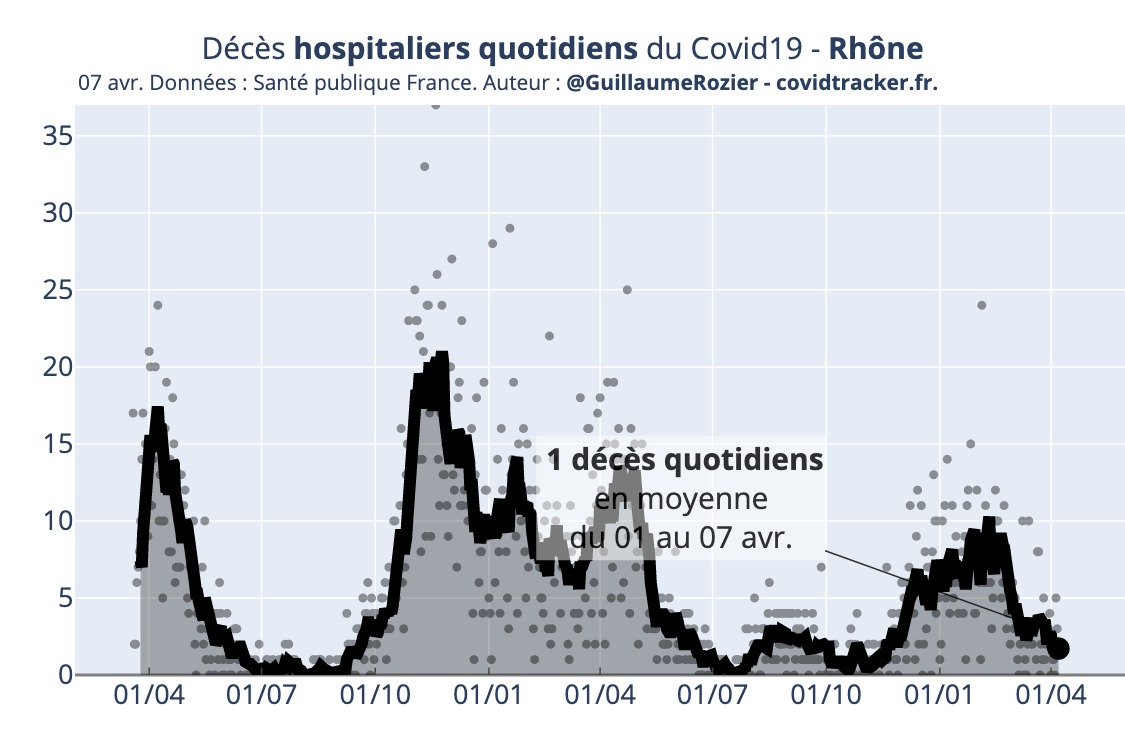 Décès hospitaliers quotidiens du Covid19 - Rhône
07 avr. Données : Santé publique France. Auteur : @GuillaumeRozier - covidtracker.fr.
35
30
25
20
15
10
5
0
1 décès quotidiens
en moyenne
du 01 au 07 avr.
01/04 01/07 01/10 01/01 01/04 01/07 01/10 01/01 01/04